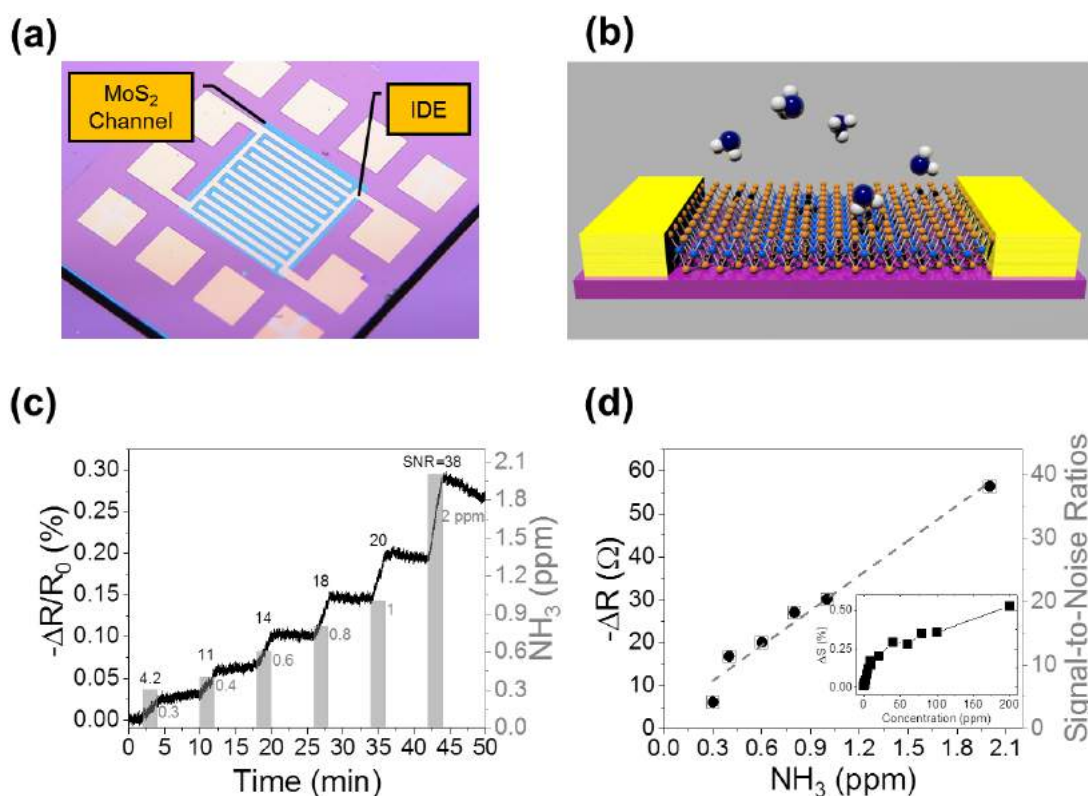 (a)
MoS₂
Channel
IDE
(b)
(c)
-ΔR/R₀ (%)
0.30
0.25
0.20
0.15
0.10
0.05
0.00
4.2
11
14
18
20
SNR=38
0.3
0.4
0.6
0.8
1
2 ppm
2.1
1.8
1.5
1.2
0.9
0.6
0.3
0.0
NH₃ (ppm)
0 5 10 15 20 25 30 35 40 45 50
Time (min)
(d)
-ΔR (Ω)
60
50
40
30
20
10
0
40
30
20
10
0
Signal-to-Noise Ratios
ΔS (%)
0.50
0.25
0.00
0 50 100 150 200
Concentration (ppm)
0.0 0.3 0.6 0.9 1.2 1.5 1.8 2.1
NH₃ (ppm)